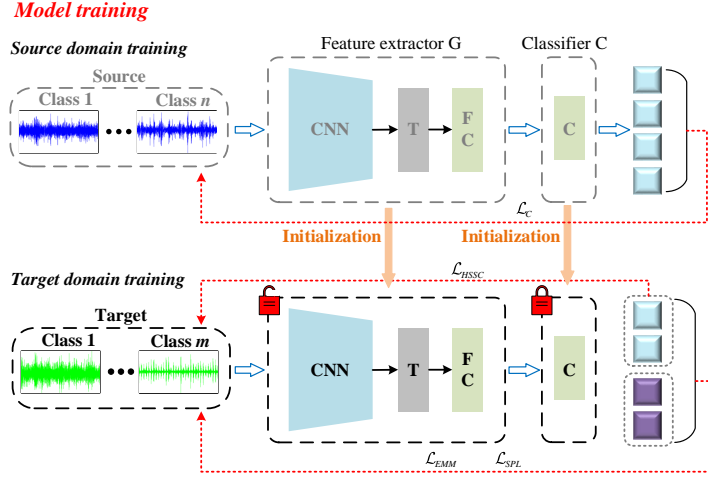 Model training
Source domain training
Feature extractor G
Classifier C
Source
Class 1
Class n
CNN
T
F
C
C
ℒC
Initialization
Initialization
Target domain training
ℒHSSC
Target
Class 1
Class m
CNN
T
F
C
C
ℒEMM
ℒSPL